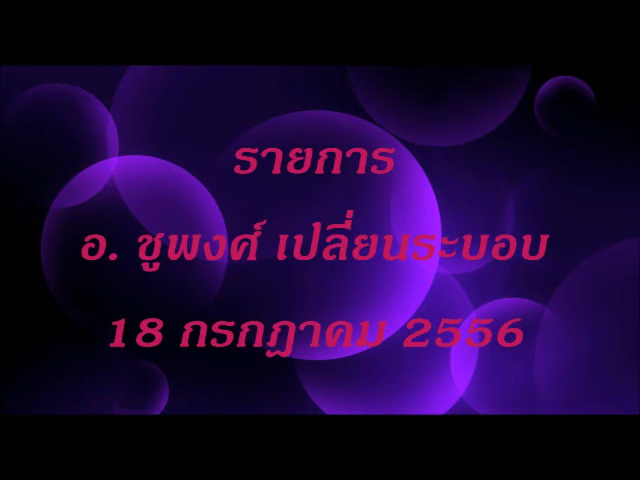 รายการ
อ. ชูพงศ์ เปลี่ยนระบอบ
18 กรกฎาคม 2556